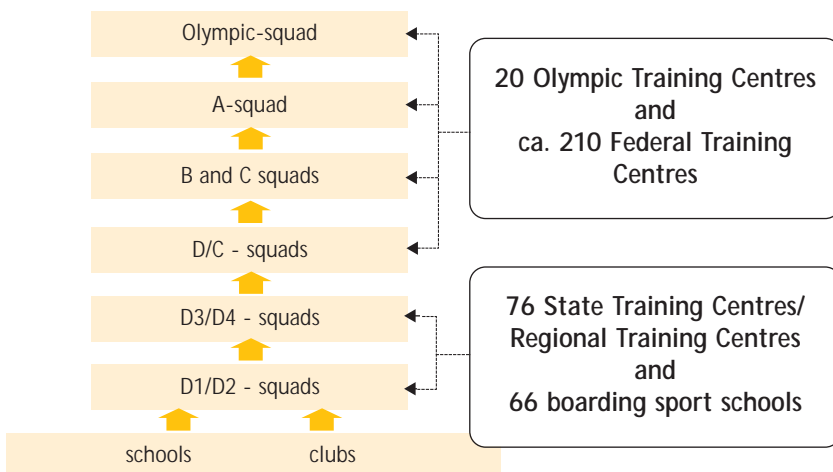 Olympic-squad
A-squad
B and C squads
D/C - squads
D3/D4 - squads
D1/D2 - squads
schools clubs
20 Olympic Training Centres
and
ca. 210 Federal Training
Centres
76 State Training Centres/
Regional Training Centres
and
66 boarding sport schools